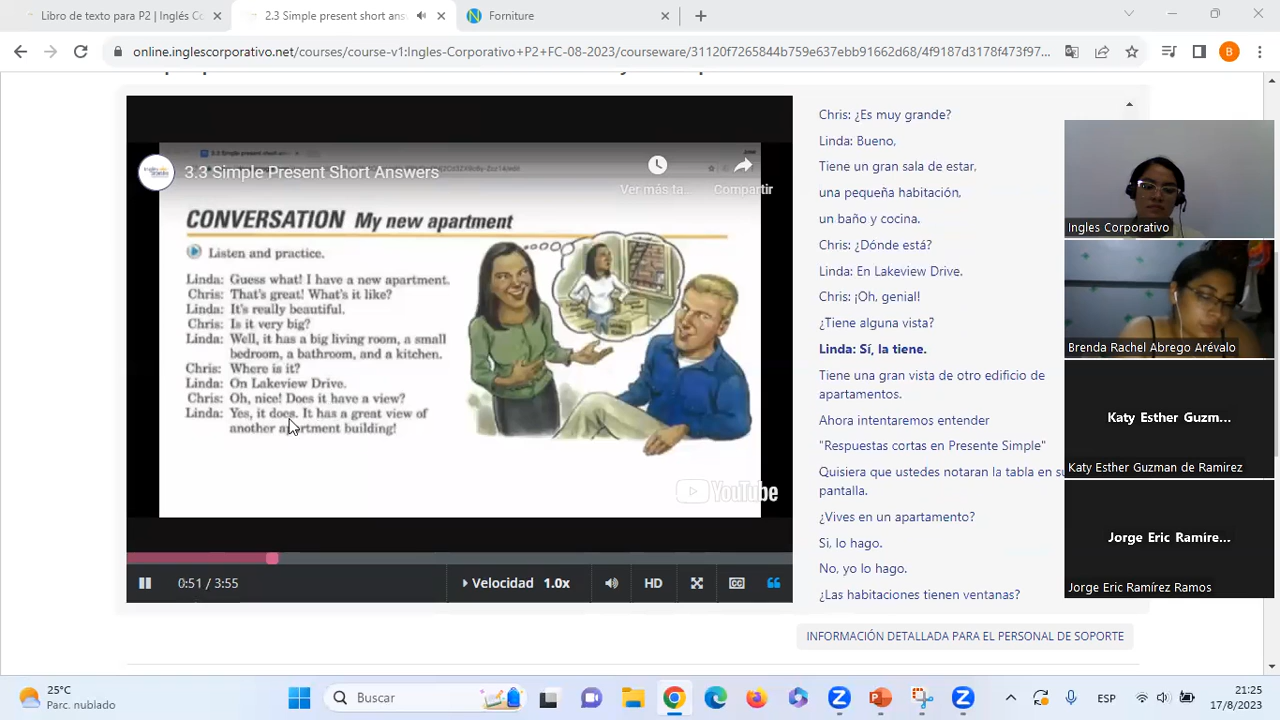 Libro de texto para P2 | Inglés Co
2.3 Simple present short ans
Forniture
online.inglescorporativo.net/courses/course-v1:Ingles-Corporativo+P2+FC-08-2023/courseware/31120f7265844b759e637ebb91662d68/4f9187d3178f473f97...
B
3.3 Simple Present Short Answers
Ver más ta...
Compartir
CONVERSATION My new apartment
Listen and practice.
Linda: Guess what! I have a new apartment.
Chris: That's great! What's it like?
Linda: It's really beautiful.
Chris: Is it very big?
Linda: Well, it has a big living room, a small
bedroom, a bathroom, and a kitchen.
Chris: Where is it?
Linda: On Lakeview Drive.
Chris: Oh, nice! Does it have a view?
Linda: Yes, it does. It has a great view of
another apartment building!
YouTube
0:51 / 3:55
Velocidad 1.0x
HD
Chris: ¿Es muy grande?
Linda: Bueno,
Tiene un gran sala de estar,
una pequeña habitación,
un baño y cocina.
Chris: ¿Dónde está?
Linda: En Lakeview Drive.
Chris: ¡Oh, genial!
¿Tiene alguna vista?
Linda: Sí, la tiene.
Tiene una gran vista de otro edificio de
apartamentos.
Ahora intentaremos entender
"Respuestas cortas en Presente Simple"
Quisiera que ustedes notaran la tabla en su
pantalla.
¿Vives en un apartamento?
Si, lo hago.
No, yo lo hago.
¿Las habitaciones tienen ventanas?
INFORMACIÓN DETALLADA PARA EL PERSONAL DE SOPORTE
Ingles Corporativo
Brenda Rachel Abrego Arévalo
Katy Esther Guzm...
Katy Esther Guzman de Ramirez
Jorge Eric Ramíre...
Jorge Eric Ramírez Ramos
25°C
Parc. nublado
Buscar
ESP
21:25
17/8/2023